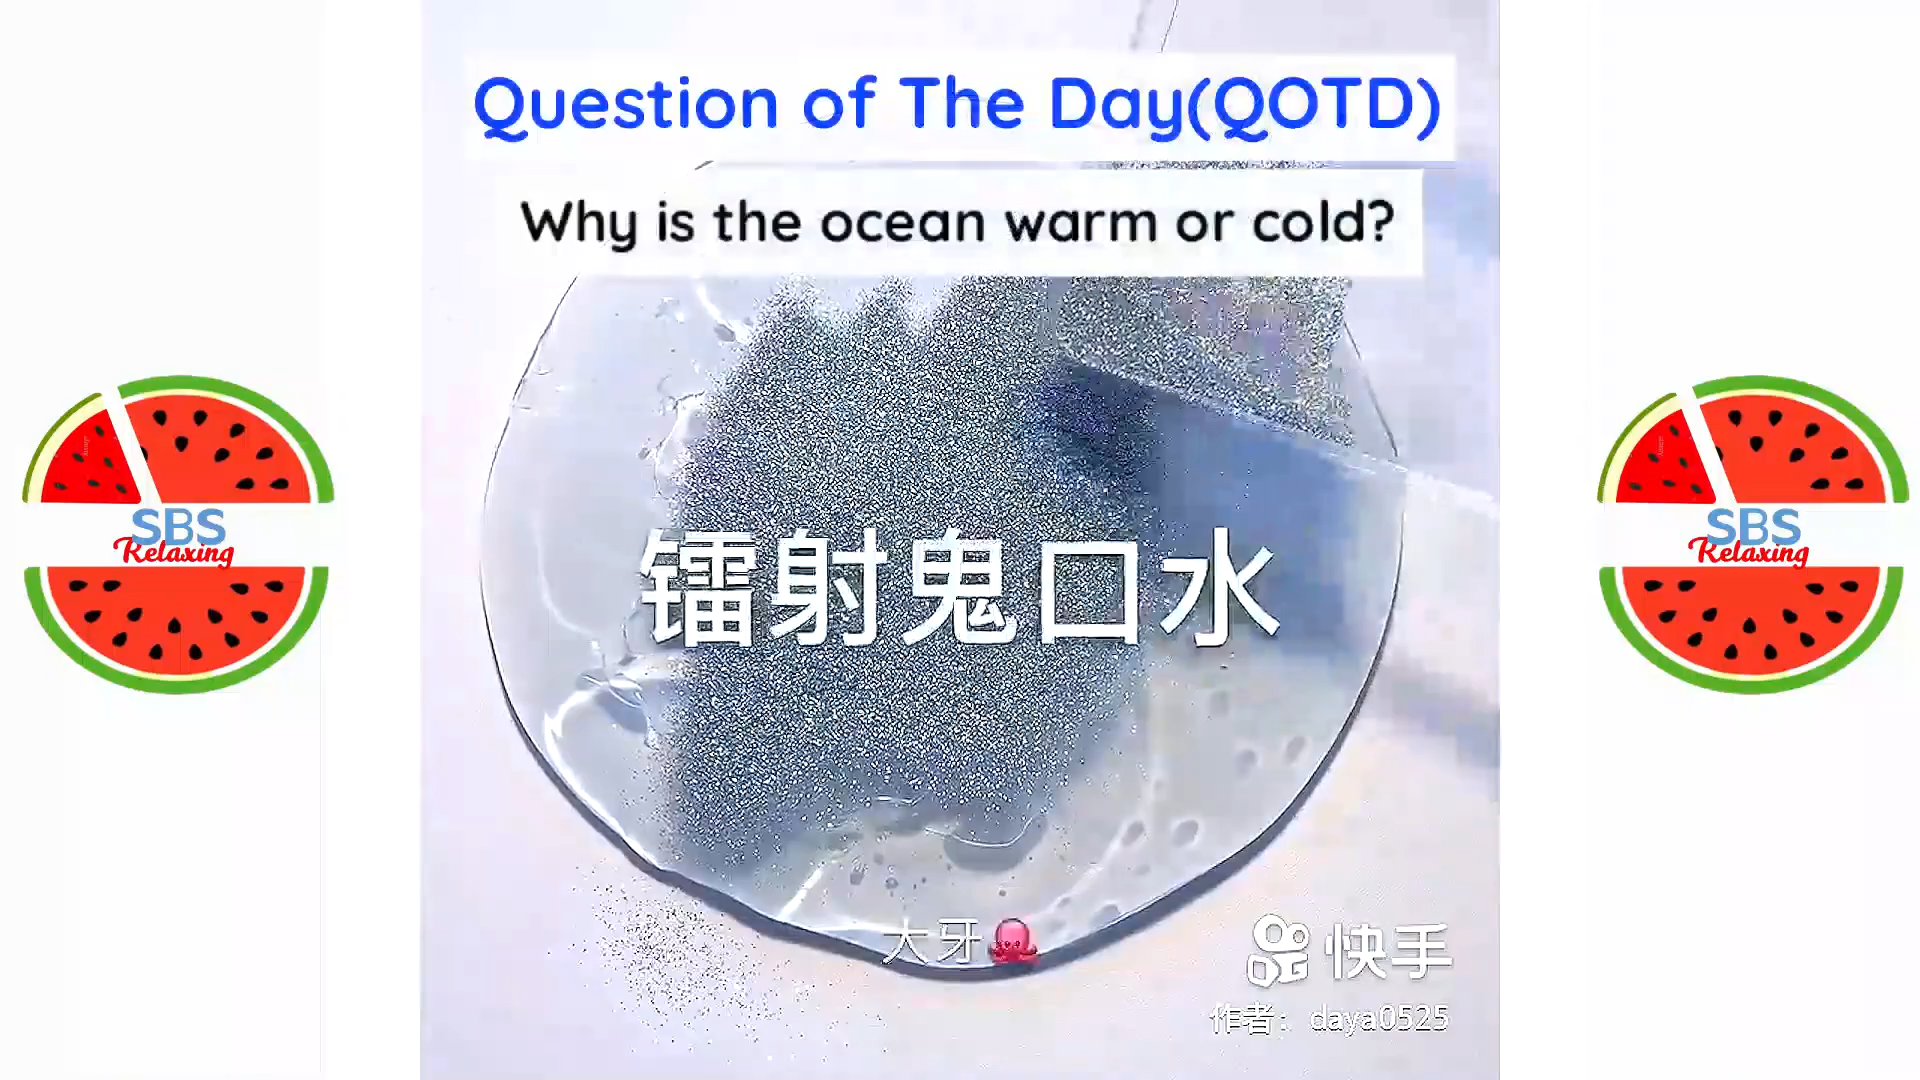 Question of The Day(QOTD)
Why is the ocean warm or cold?
SBS
Relaxing
SBS
Relaxing
镭射鬼口水
大牙
快手
作者：daya0525